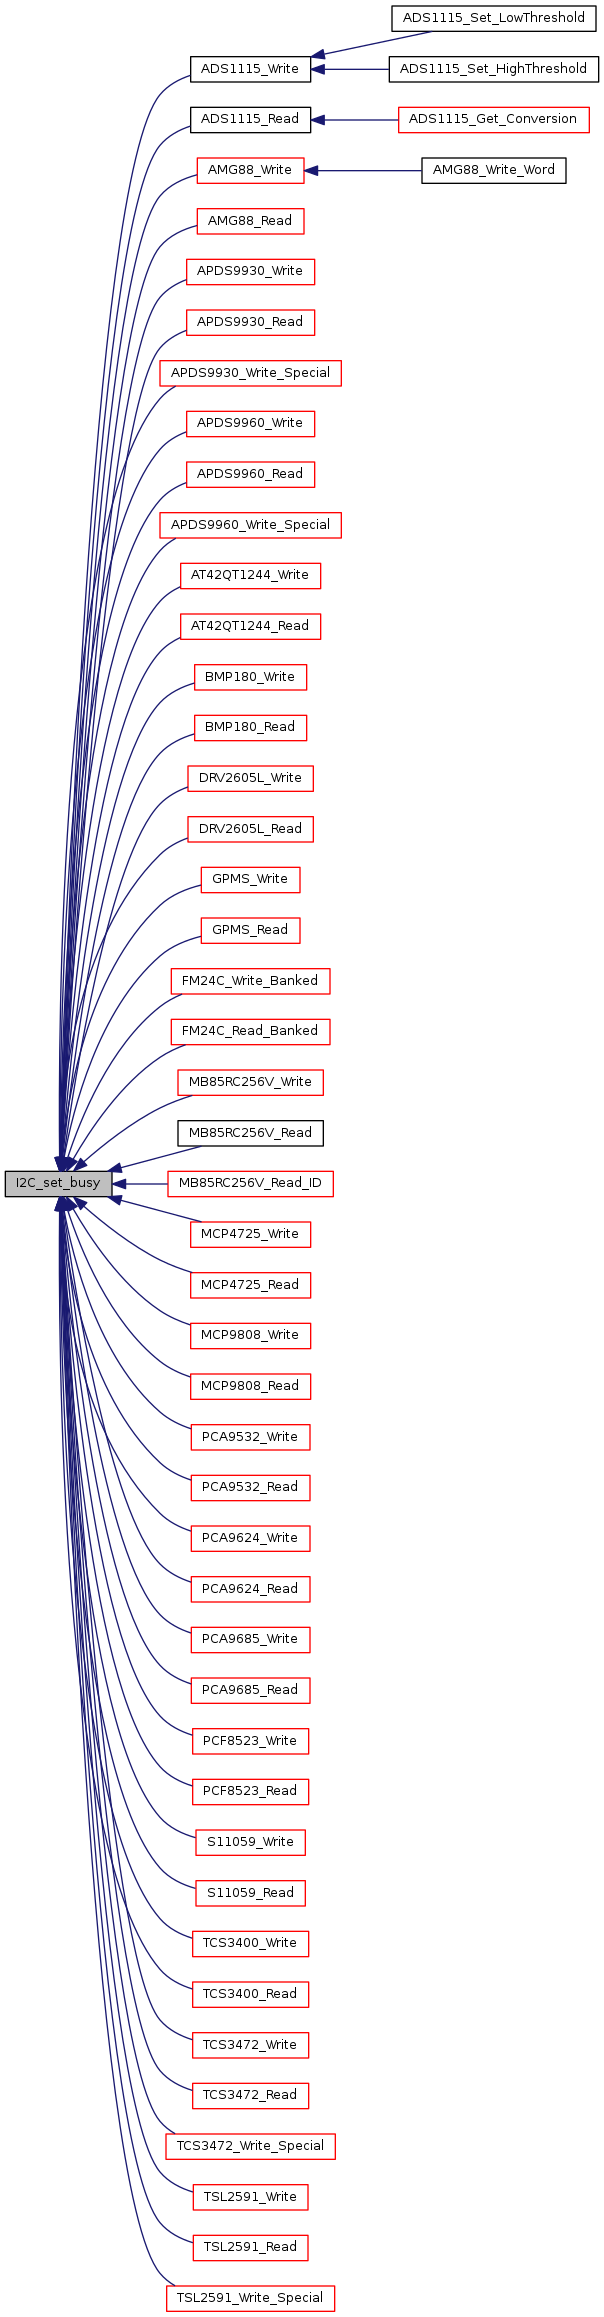 ADS1115_Set_LowThreshold
ADS1115_Write
ADS1115_Set_HighThreshold
ADS1115_Read
ADS1115_Get_Conversion
AMG88_Write
AMG88_Write_Word
AMG88_Read
APDS9930_Write
APDS9930_Read
APDS9930_Write_Special
APDS9960_Write
APDS9960_Read
APDS9960_Write_Special
AT42QT1244_Write
AT42QT1244_Read
BMP180_Write
BMP180_Read
DRV2605L_Write
DRV2605L_Read
GPMS_Write
GPMS_Read
FM24C_Write_Banked
FM24C_Read_Banked
MB85RC256V_Write
MB85RC256V_Read
I2C_set_busy
MB85RC256V_Read_ID
MCP4725_Write
MCP4725_Read
MCP9808_Write
MCP9808_Read
PCA9532_Write
PCA9532_Read
PCA9624_Write
PCA9624_Read
PCA9685_Write
PCA9685_Read
PCF8523_Write
PCF8523_Read
S11059_Write
S11059_Read
TCS3400_Write
TCS3400_Read
TCS3472_Write
TCS3472_Read
TCS3472_Write_Special
TSL2591_Write
TSL2591_Read
TSL2591_Write_Special